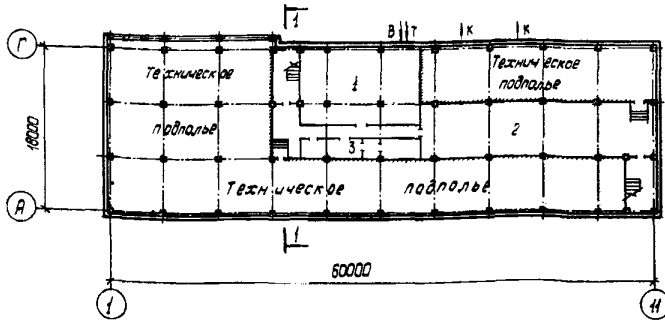 1
В Т К К
Г
Техническое
1
Техническое
подполье
подполье
2
18000
3
Техническое подполье
А
1
60000
1
11